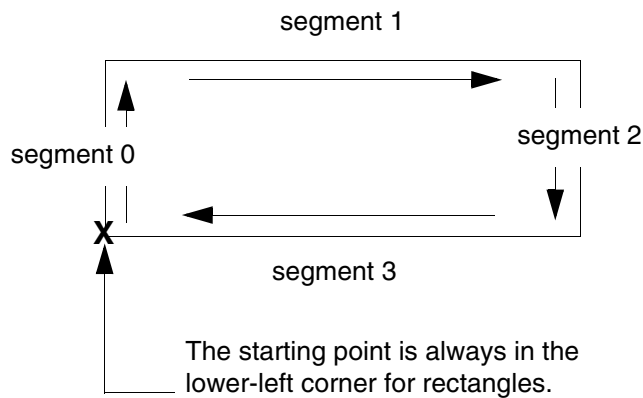 segment 1
segment 0
segment 2
X
segment 3
The starting point is always in the
lower-left corner for rectangles.